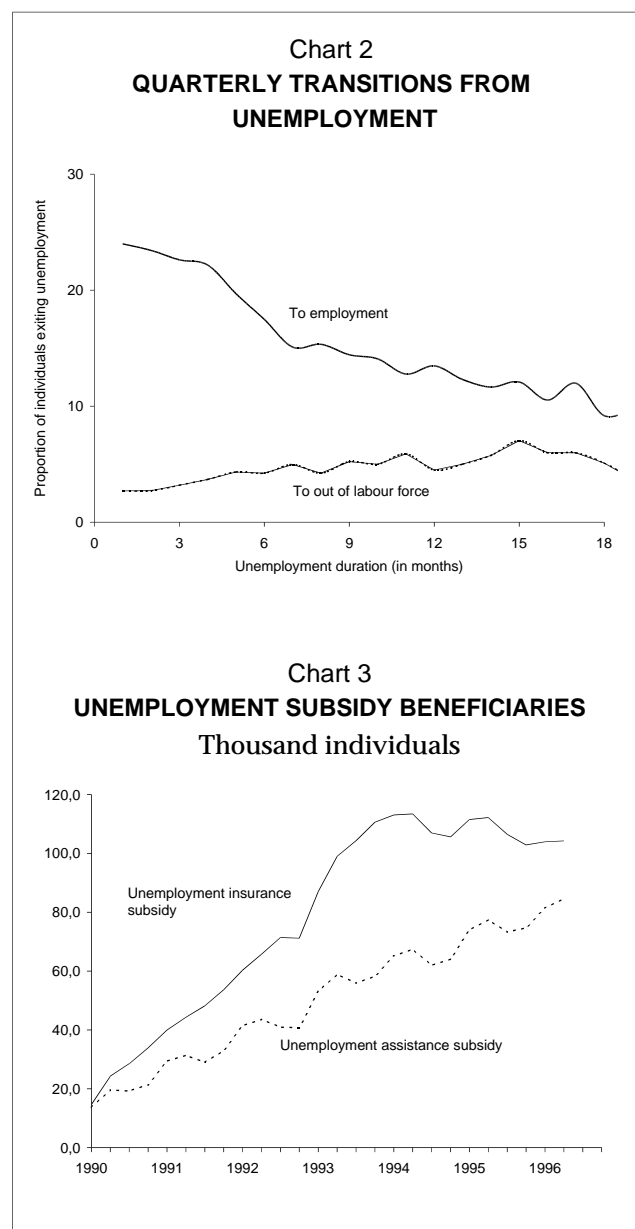 Chart 2
QUARTERLY TRANSITIONS FROM
UNEMPLOYMENT
30
20
10
0
Proportion of individuals exiting unemployment
To employment
To out of labour force
0 3 6 9 12 15 18
Unemployment duration (in months)
Chart 3
UNEMPLOYMENT SUBSIDY BENEFICIARIES
Thousand individuals
120,0
100,0
80,0
60,0
40,0
20,0
0,0
Unemployment insurance
subsidy
Unemployment assistance subsidy
1990 1991 1992 1993 1994 1995 1996